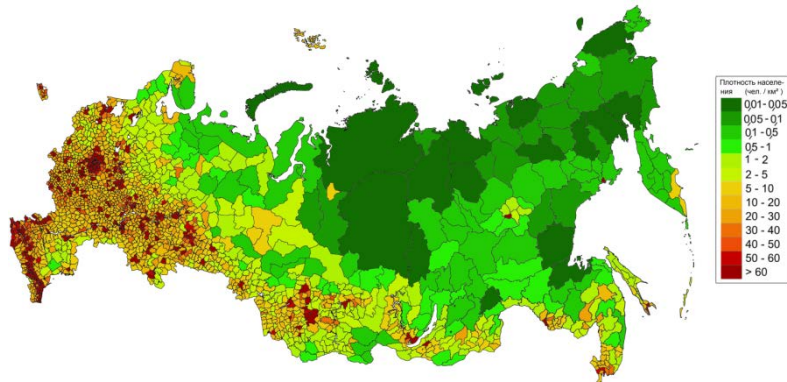 Плотность населе-
ния (чел. / км²)
0,01 - 0,05
0,05 - 0,1
0,1 - 0,5
0,5 - 1
1 - 2
2 - 5
5 - 10
10 - 20
20 - 30
30 - 40
40 - 50
50 - 60
> 60